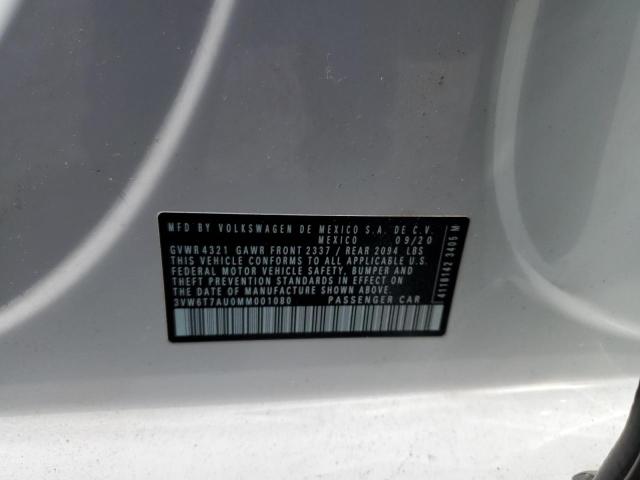 MFD BY VOLKSWAGEN DE MEXICO S.A. DE C.V.
MEXICO 09/20
GVWR 4321 GAWR FRONT 2337 / REAR 2094 LBS
THIS VEHICLE CONFORMS TO ALL APPLICABLE U.S.
FEDERAL MOTOR VEHICLE SAFETY, BUMPER AND
THEFT PREVENTION STANDARDS IN EFFECT ON THE
DATE OF MANUFACTURE SHOWN ABOVE.
3VW6T7AU0MM001080 PASSENGER CAR